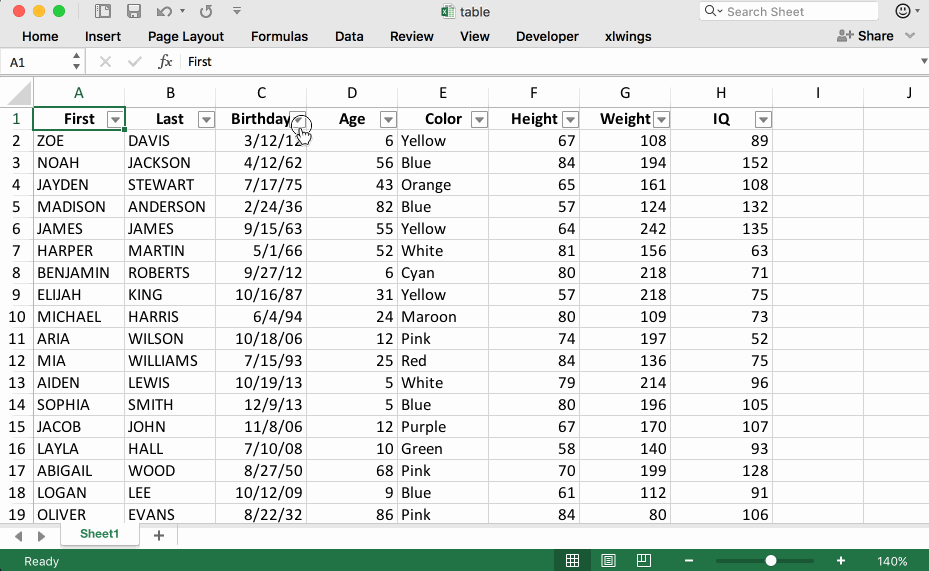 table
Search Sheet
Home Insert Page Layout Formulas Data Review View Developer xlwings Share
A1 fx First
A B C D E F G H I J
1 First Last Birthday Age Color Height Weight IQ
2 ZOE DAVIS 3/12/12 6 Yellow 67 108 89
3 NOAH JACKSON 4/12/62 56 Blue 84 194 152
4 JAYDEN STEWART 7/17/75 43 Orange 65 161 108
5 MADISON ANDERSON 2/24/36 82 Blue 57 124 132
6 JAMES JAMES 9/15/63 55 Yellow 64 242 135
7 HARPER MARTIN 5/1/66 52 White 81 156 63
8 BENJAMIN ROBERTS 9/27/12 6 Cyan 80 218 71
9 ELIJAH KING 10/16/87 31 Yellow 57 218 75
10 MICHAEL HARRIS 6/4/94 24 Maroon 80 109 73
11 ARIA WILSON 10/18/06 12 Pink 74 197 52
12 MIA WILLIAMS 7/15/93 25 Red 84 136 75
13 AIDEN LEWIS 10/19/13 5 White 79 214 96
14 SOPHIA SMITH 12/9/13 5 Blue 80 196 105
15 JACOB JOHN 11/8/06 12 Purple 67 170 107
16 LAYLA HALL 7/10/08 10 Green 58 140 93
17 ABIGAIL WOOD 8/27/50 68 Pink 70 199 128
18 LOGAN LEE 10/12/09 9 Blue 61 112 91
19 OLIVER EVANS 8/22/32 86 Pink 84 80 106
Sheet1
Ready 140%